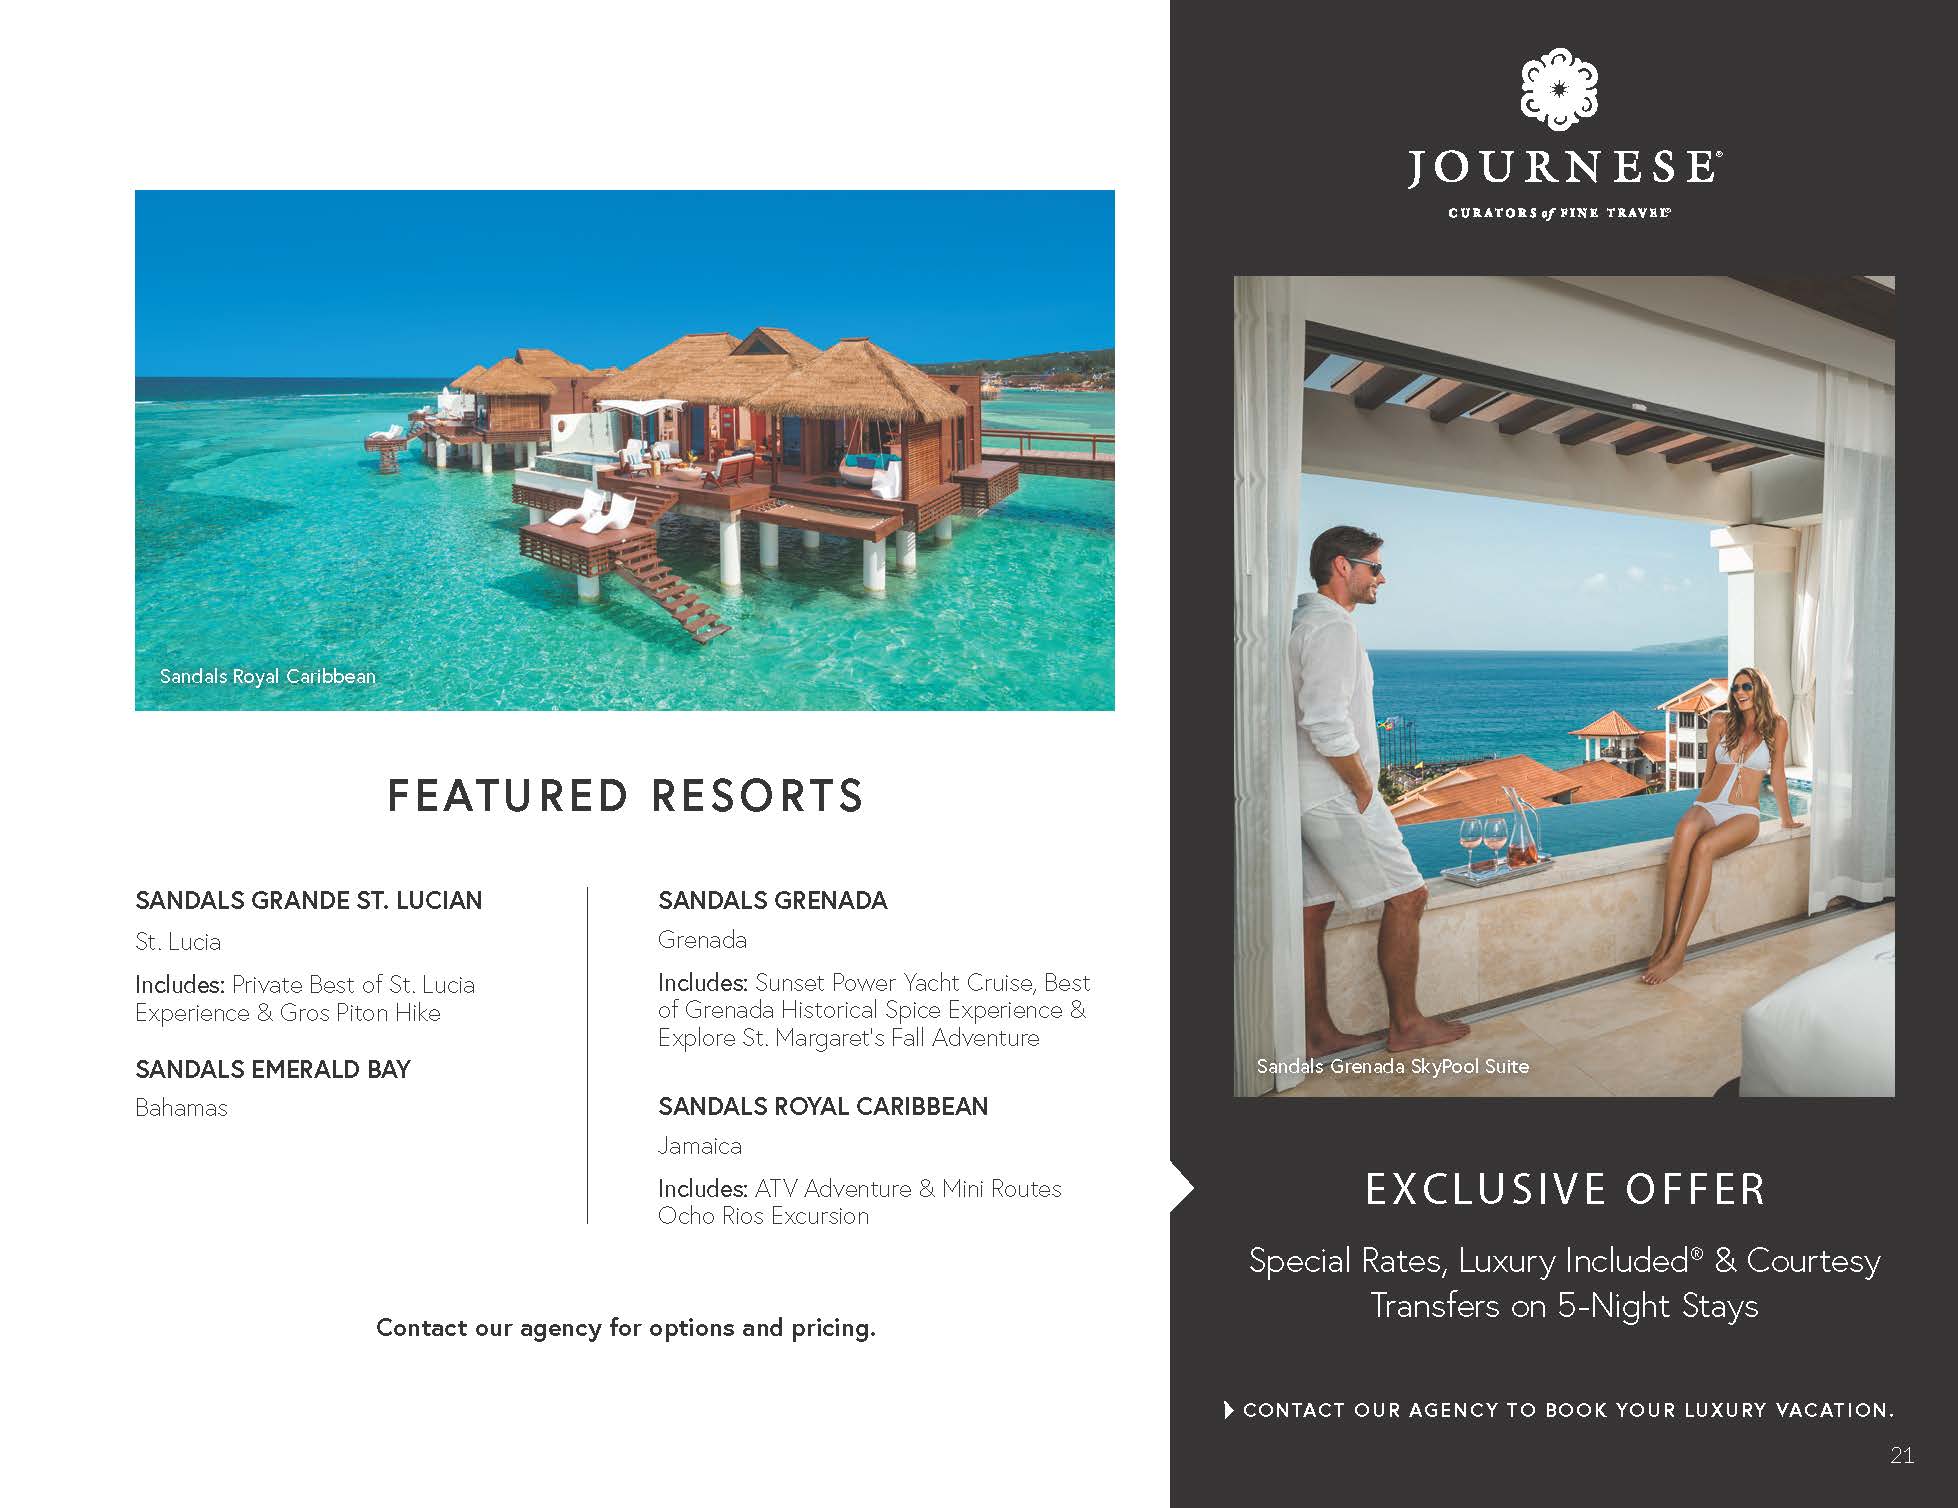 Sandals Royal Caribbean
FEATURED RESORTS
SANDALS GRANDE ST. LUCIAN
St. Lucia
Includes: Private Best of St. Lucia
Experience & Gros Piton Hike
SANDALS EMERALD BAY
Bahamas
SANDALS GRENADA
Grenada
Includes: Sunset Power Yacht Cruise, Best
of Grenada Historical Spice Experience &
Explore St. Margaret's Fall Adventure
SANDALS ROYAL CARIBBEAN
Jamaica
Includes: ATV Adventure & Mini Routes
Ocho Rios Excursion
Contact our agency for options and pricing.
JOURNESE®
CURATORS of FINE TRAVEL®
Sandals Grenada SkyPool Suite
EXCLUSIVE OFFER
Special Rates, Luxury Included® & Courtesy
Transfers on 5-Night Stays
CONTACT OUR AGENCY TO BOOK YOUR LUXURY VACATION.
21